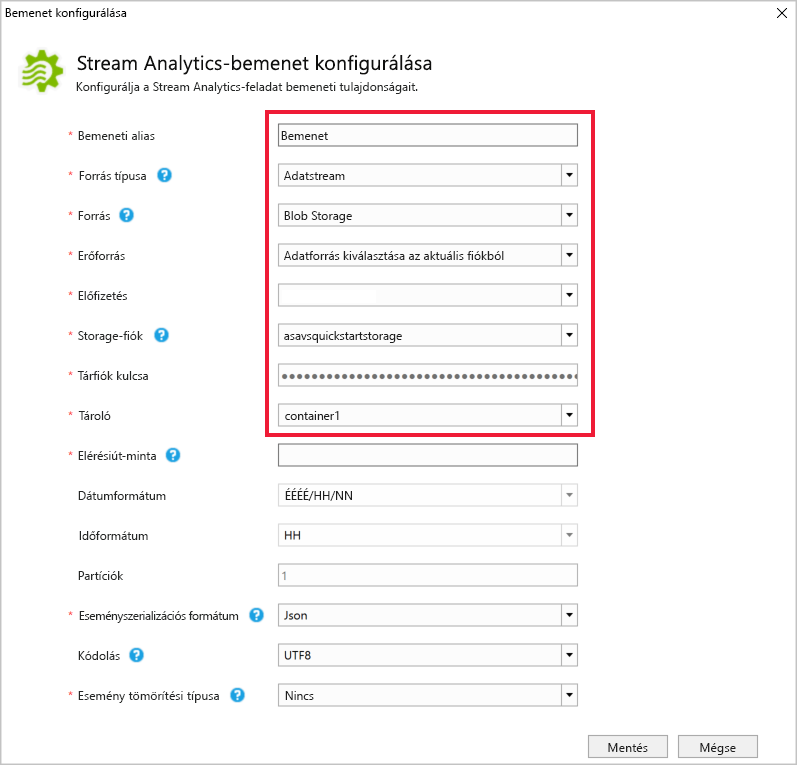 Bemenet konfigurálása
Stream Analytics-bemenet konfigurálása
Konfigurálja a Stream Analytics-feladat bemeneti tulajdonságait.
* Bemeneti alias
Bemenet
* Forrás típusa ?
Adatstream
* Forrás ?
Blob Storage
* Erőforrás
Adatforrás kiválasztása az aktuális fiókból
* Előfizetés
* Storage-fiók ?
asavsquickstartstorage
* Tárfiók kulcsa
* Tároló
container1
* Elérésiút-minta ?
Dátumformátum
ÉÉÉÉ/HH/NN
Időformátum
HH
Partíciók
1
* Eseményszerializációs formátum ?
Json
Kódolás ?
UTF8
* Esemény tömörítési típusa ?
Nincs
Mentés
Mégse